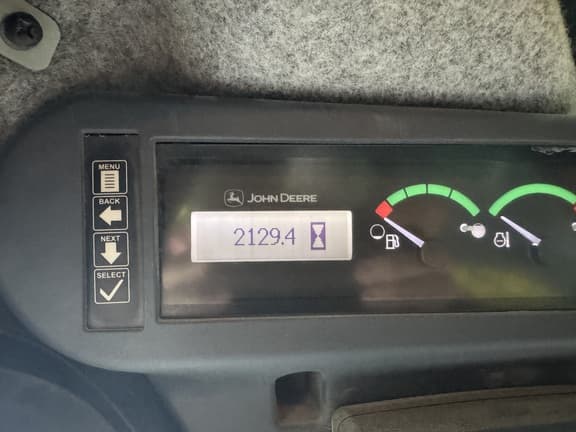 MENU
BACK
NEXT
SELECT
JOHN DEERE
2129.4